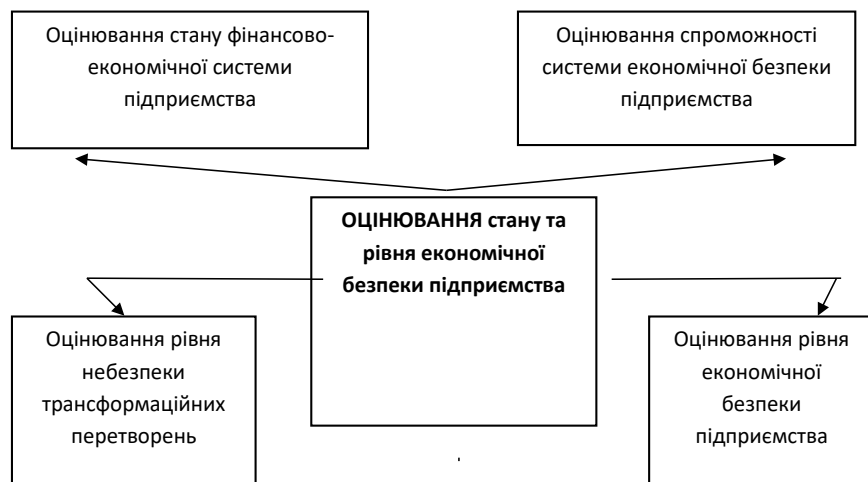 Оцінювання стану фінансово-
економічної системи
підприємства
Оцінювання спроможності
системи економічної безпеки
підприємства
ОЦІНЮВАННЯ стану та
рівня економічної
безпеки підприємства
Оцінювання рівня
небезпеки
трансформаційних
перетворень
Оцінювання рівня
економічної
безпеки
підприємства